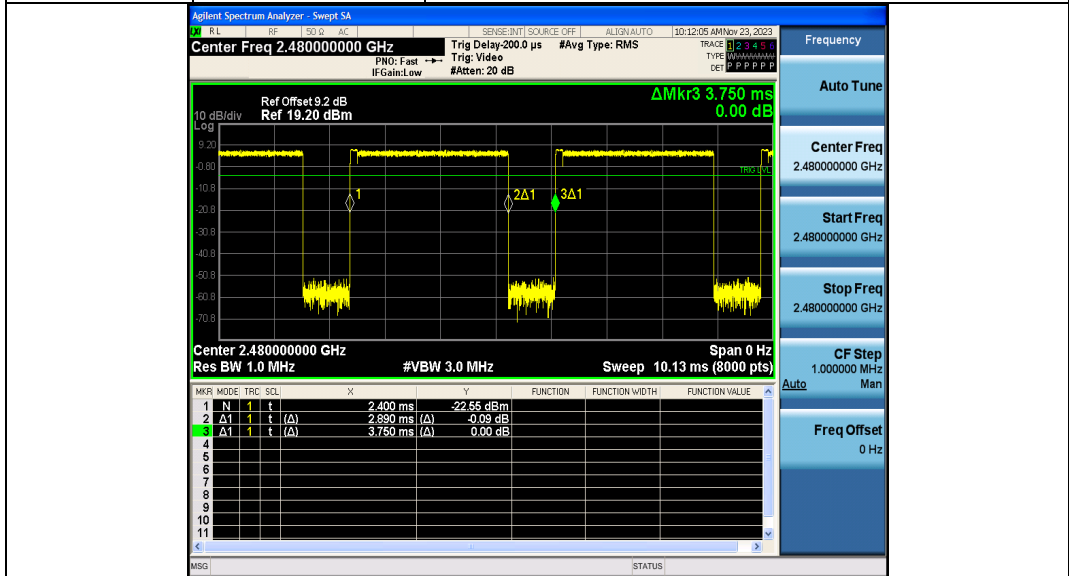 Agilent Spectrum Analyzer - Swept SA
RL RF 50 Ω AC SENSE:INT SOURCE OFF ALIGNAUTO 10:12:05 AMNov 23, 2023
Center Freq 2.480000000 GHz
PNO: Fast
IFGain:Low
Trig Delay-200.0 µs #Avg Type: RMS
Trig: Video
#Atten: 20 dB
TRACE 1 2 3 4 5 6
TYPE
DET P P P P P P
Frequency
ΔMkr3 3.750 ms
0.00 dB
10 dB/div
Log
Ref Offset 9.2 dB
Ref 19.20 dBm
9.20
-0.80
-10.8
-20.8
-30.8
-40.8
-50.8
-60.8
-70.8
TRIG LVL
1
2Δ1
3Δ1
Center 2.480000000 GHz Span 0 Hz
Res BW 1.0 MHz #VBW 3.0 MHz Sweep 10.13 ms (8000 pts)
MKR MODE TRC SCL X Y FUNCTION FUNCTION WIDTH FUNCTION VALUE
1 N 1 t 2.400 ms -22.55 dBm
2 Δ1 1 t (Δ) 2.890 ms (Δ) -0.09 dB
3 Δ1 1 t (Δ) 3.750 ms (Δ) 0.00 dB
4
5
6
7
8
9
10
11
MSG STATUS
Auto Tune
Center Freq
2.480000000 GHz
Start Freq
2.480000000 GHz
Stop Freq
2.480000000 GHz
CF Step
1.000000 MHz
Auto Man
Freq Offset
0 Hz